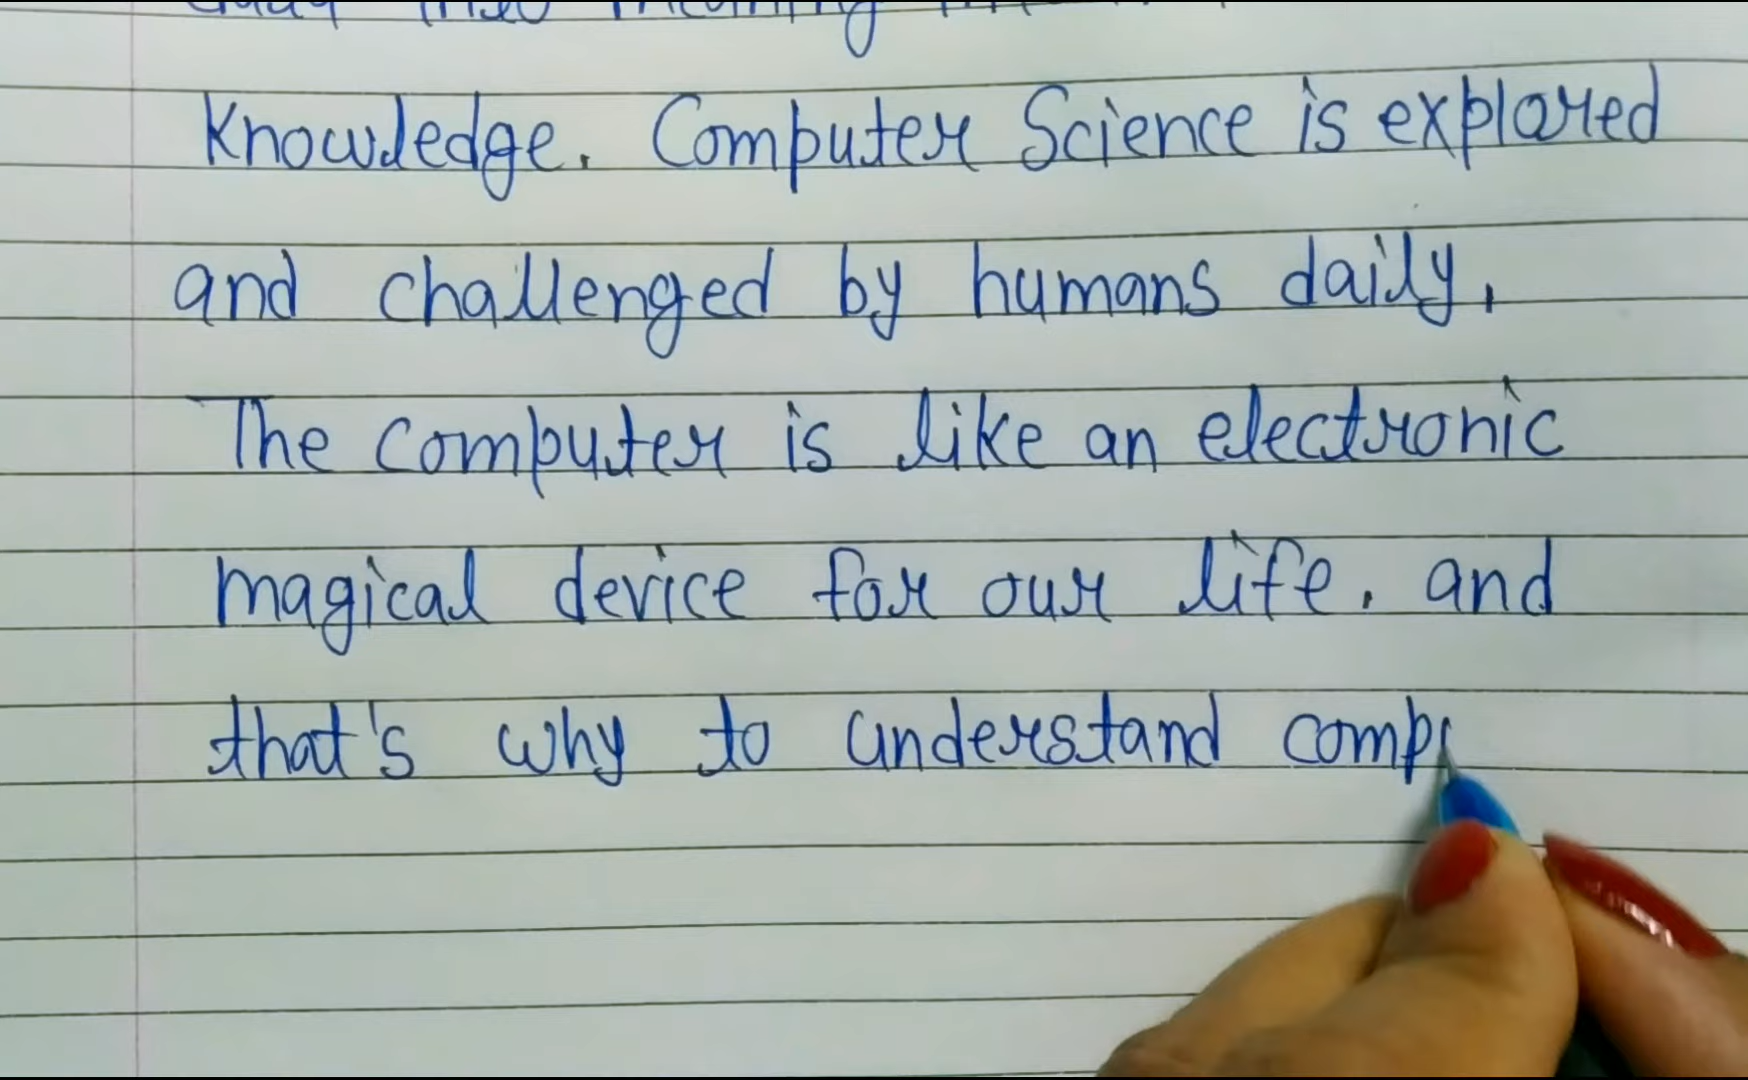 Knowledge. Computer Science is explored
and challenged by humans daily.
The computer is like an electronic
magical device for our life. and
that's why to understand comp